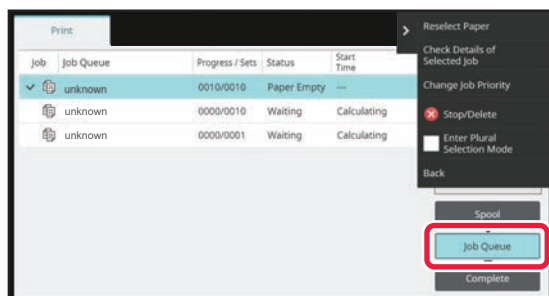 Print
Job Job Queue Progress / Sets Status Start Time
unknown 0010/0010 Paper Empty ---
unknown 0000/0010 Waiting Calculating
unknown 0000/0001 Waiting Calculating
Reselect Paper
Check Details of
Selected Job
Change Job Priority
Stop/Delete
Enter Plural
Selection Mode
Back
Spool
Job Queue
Complete